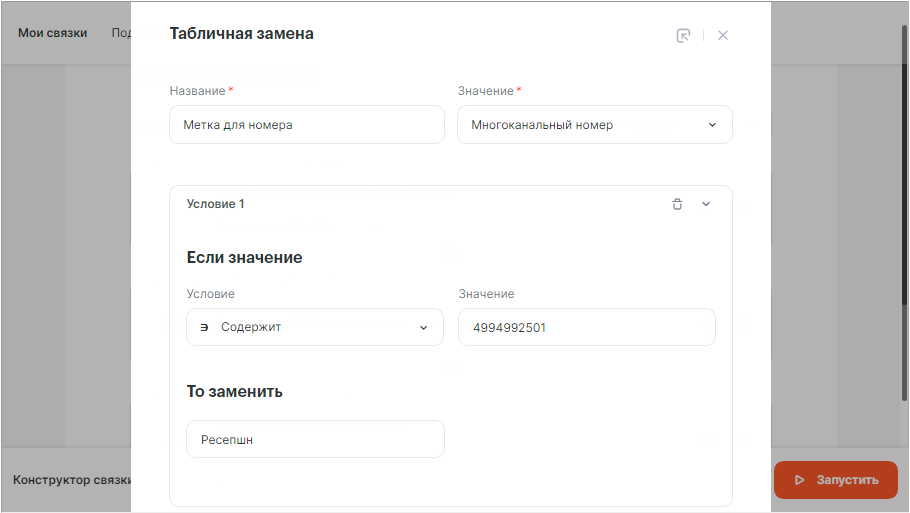 Мои связки
Табличная замена
Название *
Значение *
Метка для номера
Многоканальный номер
Условие 1
Если значение
Условие
Значение
Э Содержит
4994992501
То заменить
Ресепшн
Конструктор связки
Запустить